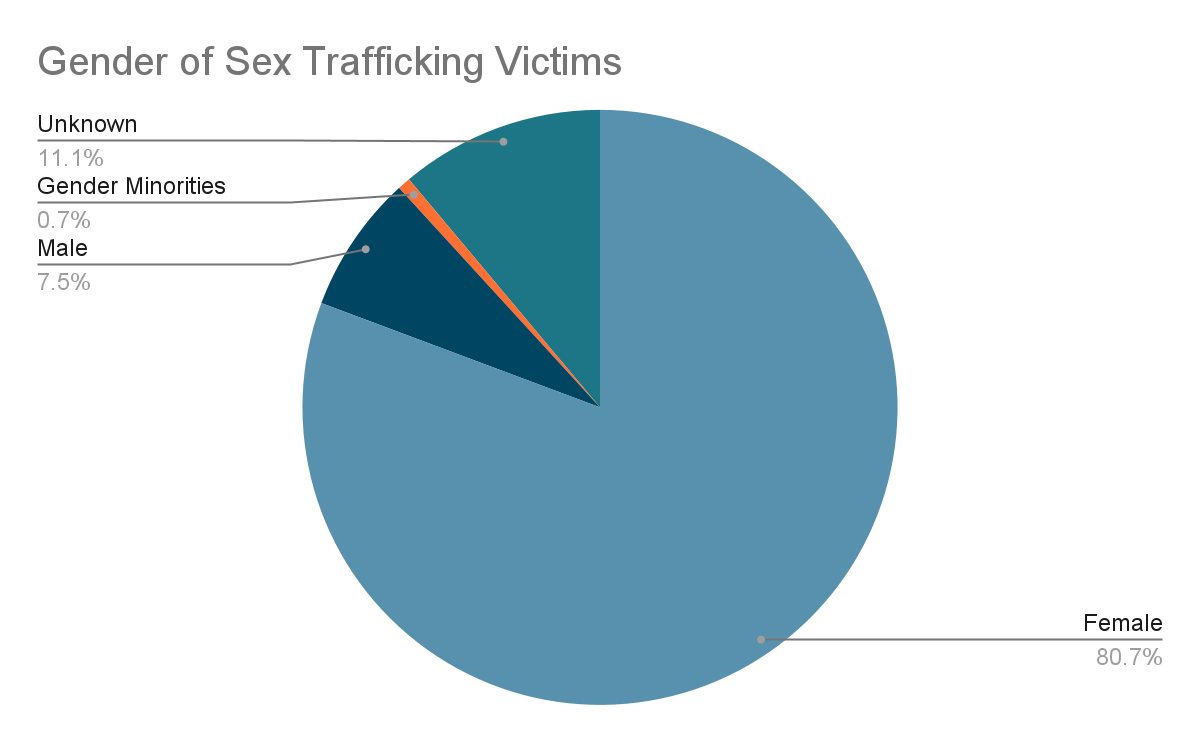 Gender of Sex Trafficking Victims
Unknown
11.1%
Gender Minorities
0.7%
Male
7.5%
Female
80.7%